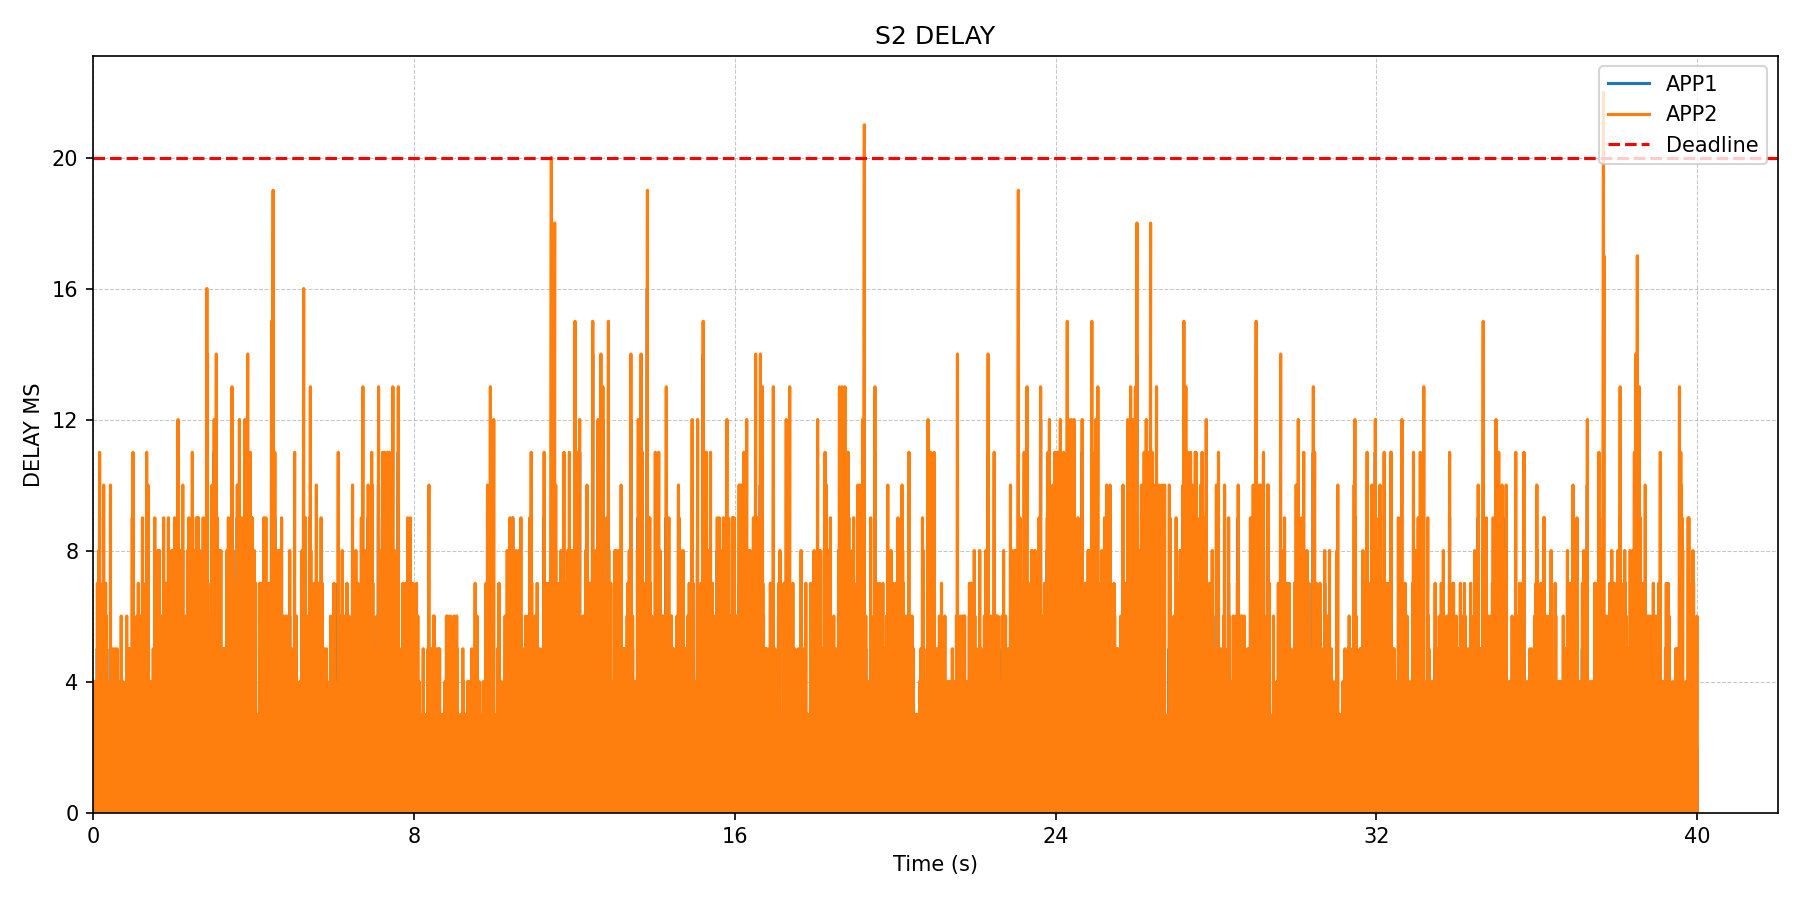 S2 DELAY
APP1
APP2
Deadline
DELAY MS
20
16
12
8
4
0
0 8 16 24 32 40
Time (s)